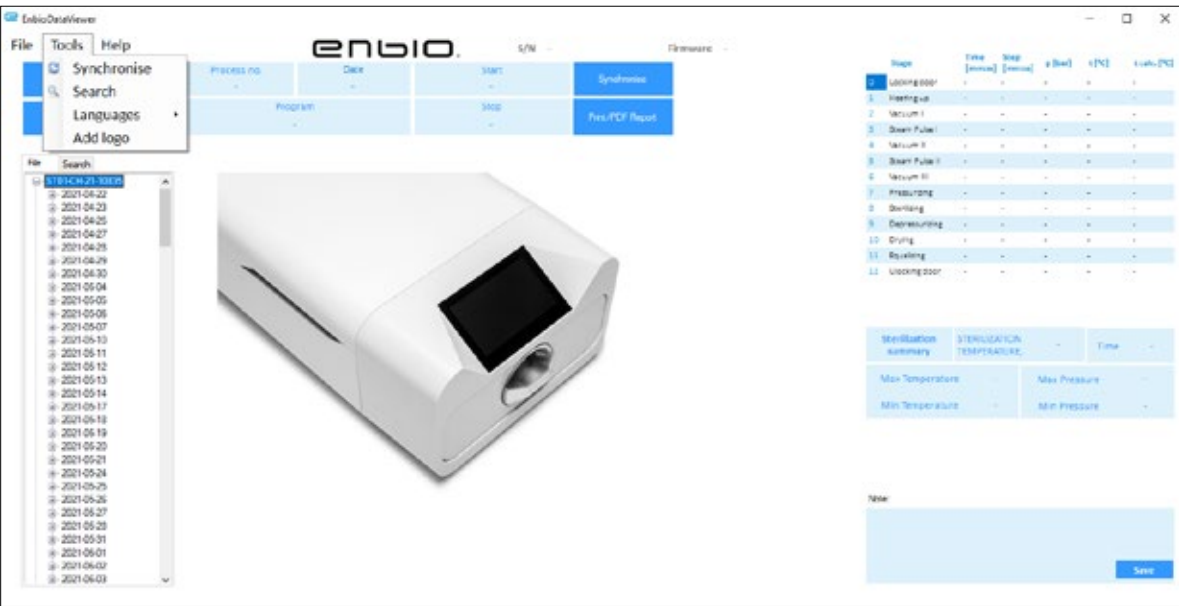 EnbioDataViewer
File Tools Help
Synchronise
Search
Languages
Add logo
enbio.
S/N -
Firmware -
Process no. Date Start
- - -
Synchronise
Program Stop
- -
Print/PDF Report
File Search
2021-04-22
2021-04-23
2021-04-25
2021-04-27
2021-04-28
2021-04-29
2021-04-30
2021-05-04
2021-05-05
2021-05-06
2021-05-07
2021-05-10
2021-05-11
2021-05-12
2021-05-13
2021-05-14
2021-05-17
2021-05-18
2021-05-19
2021-05-20
2021-05-21
2021-05-24
2021-05-25
2021-05-26
2021-05-27
2021-05-28
2021-05-31
2021-06-01
2021-06-02
2021-06-03
Stage Time [mm:ss] Step [mm:ss] p [bar] t [°C] t calc. [°C]
0 Locking door - - - - -
1 Heating up - - - - -
2 Vacuum I - - - - -
3 Steam Pulse I - - - - -
4 Vacuum II - - - - -
5 Steam Pulse II - - - - -
6 Vacuum III - - - - -
7 Pressurizing - - - - -
8 Sterilizing - - - - -
9 Depressurizing - - - - -
10 Drying - - - - -
11 Equalizing - - - - -
12 Unlocking door - - - - -
Sterilization summary STERILIZATION TEMPERATURE. - Time -
Max Temperature - Max Pressure -
Min Temperature - Min Pressure -
Note:
Save